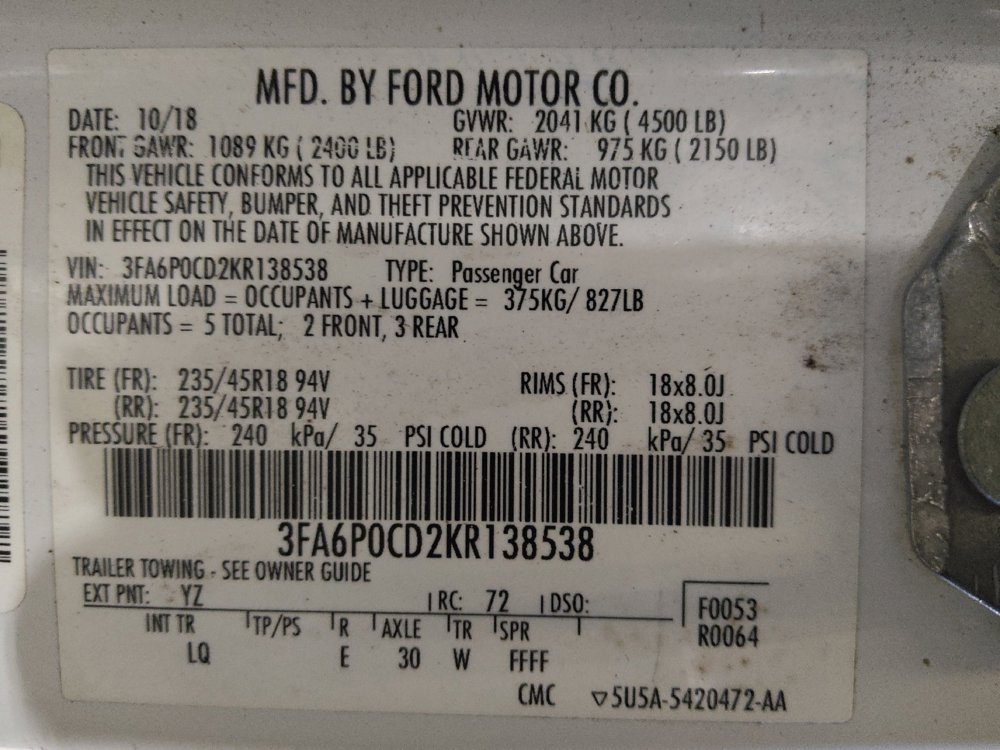 MFD. BY FORD MOTOR CO.
DATE: 10/18 GVWR: 2041 KG ( 4500 LB)
FRONT GAWR: 1089 KG ( 2400 LB) REAR GAWR: 975 KG ( 2150 LB)
THIS VEHICLE CONFORMS TO ALL APPLICABLE FEDERAL MOTOR
VEHICLE SAFETY, BUMPER, AND THEFT PREVENTION STANDARDS
IN EFFECT ON THE DATE OF MANUFACTURE SHOWN ABOVE.
VIN: 3FA6P0CD2KR138538 TYPE: Passenger Car
MAXIMUM LOAD = OCCUPANTS + LUGGAGE = 375KG/ 827LB
OCCUPANTS = 5 TOTAL; 2 FRONT, 3 REAR
TIRE (FR): 235/45R18 94V RIMS (FR): 18x8.0J
(RR): 235/45R18 94V (RR): 18x8.0J
PRESSURE (FR): 240 kPa/ 35 PSI COLD (RR): 240 kPa/ 35 PSI COLD
3FA6P0CD2KR138538
TRAILER TOWING - SEE OWNER GUIDE
EXT PNT: YZ RC: 72 DSO: F0053
INT TR TP/PS R AXLE TR SPR R0064
LQ E 30 W FFFF
CMC ▽5U5A-5420472-AA